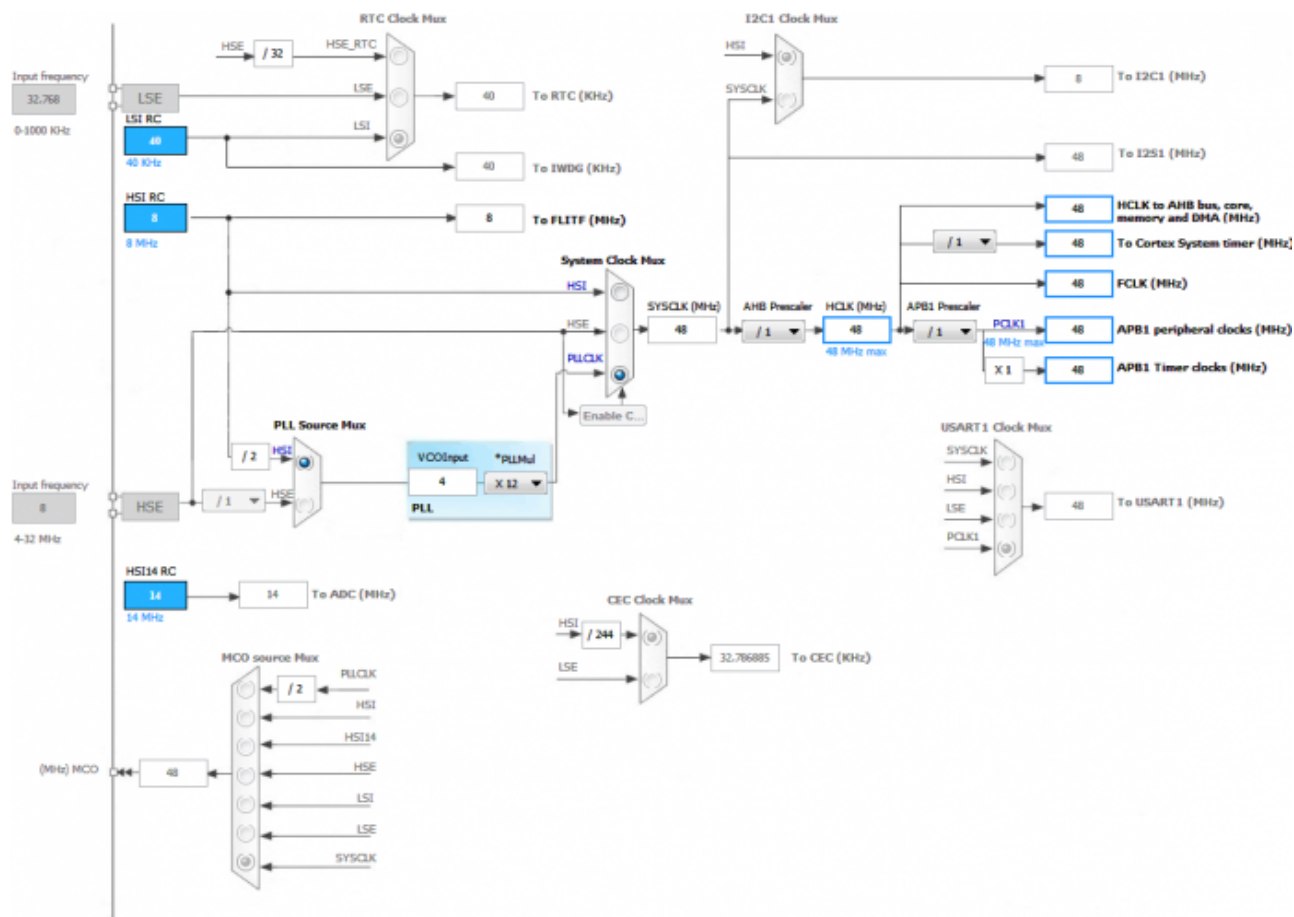 RTC Clock Mux
I2C1 Clock Mux
HSE
/ 32
HSE_RTC
HSI
Input frequency
32.768
0-1000 KHz
LSE
LSE
40
To RTC (KHz)
SYSCLK
8
To I2C1 (MHz)
LSI RC
40
40 KHz
LSI
40
To IWDG (KHz)
48
To I2S1 (MHz)
HSI RC
8
8 MHz
8
To FLITF (MHz)
48
HCLK to AHB bus, core,
memory and DMA (MHz)
/ 1
48
To Cortex System timer (MHz)
System Clock Mux
HSI
HSE
PLLCLK
Enable C...
SYSCLK (MHz)
48
AHB Prescaler
/ 1
HCLK (MHz)
48
48 MHz max
APB1 Prescaler
/ 1
48
FCLK (MHz)
PCLK1
48 MHz max
48
APB1 peripheral clocks (MHz)
X 1
48
APB1 Timer clocks (MHz)
PLL Source Mux
/ 2
HSI
VCOInput
4
*PLLMul
X 12
PLL
Input frequency
8
4-32 MHz
HSE
/ 1
HSE
USART1 Clock Mux
SYSCLK
HSI
LSE
PCLK1
48
To USART1 (MHz)
HSI14 RC
14
14 MHz
14
To ADC (MHz)
CEC Clock Mux
HSI
/ 244
LSE
32.786885
To CEC (KHz)
MCO source Mux
PLLCLK
/ 2
HSI
HSI14
HSE
LSI
LSE
SYSCLK
(MHz) MCO
48